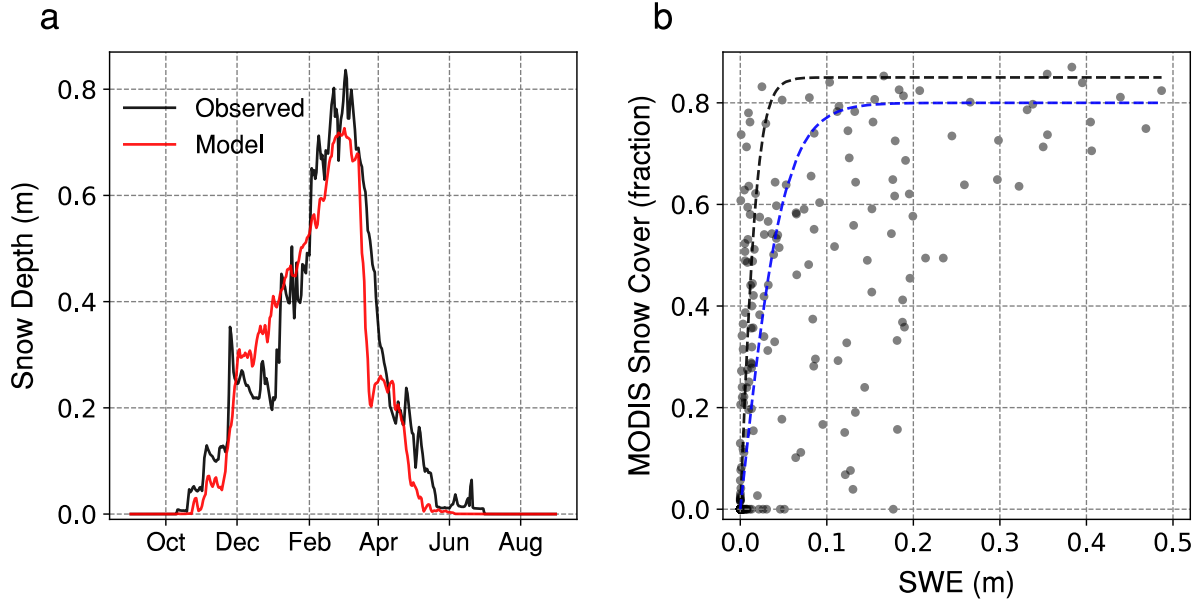 a
Snow Depth (m)
0.8
0.6
0.4
0.2
0.0
Observed
Model
Oct Dec Feb Apr Jun Aug
b
MODIS Snow Cover (fraction)
0.8
0.6
0.4
0.2
0.0
0.0 0.1 0.2 0.3 0.4 0.5
SWE (m)